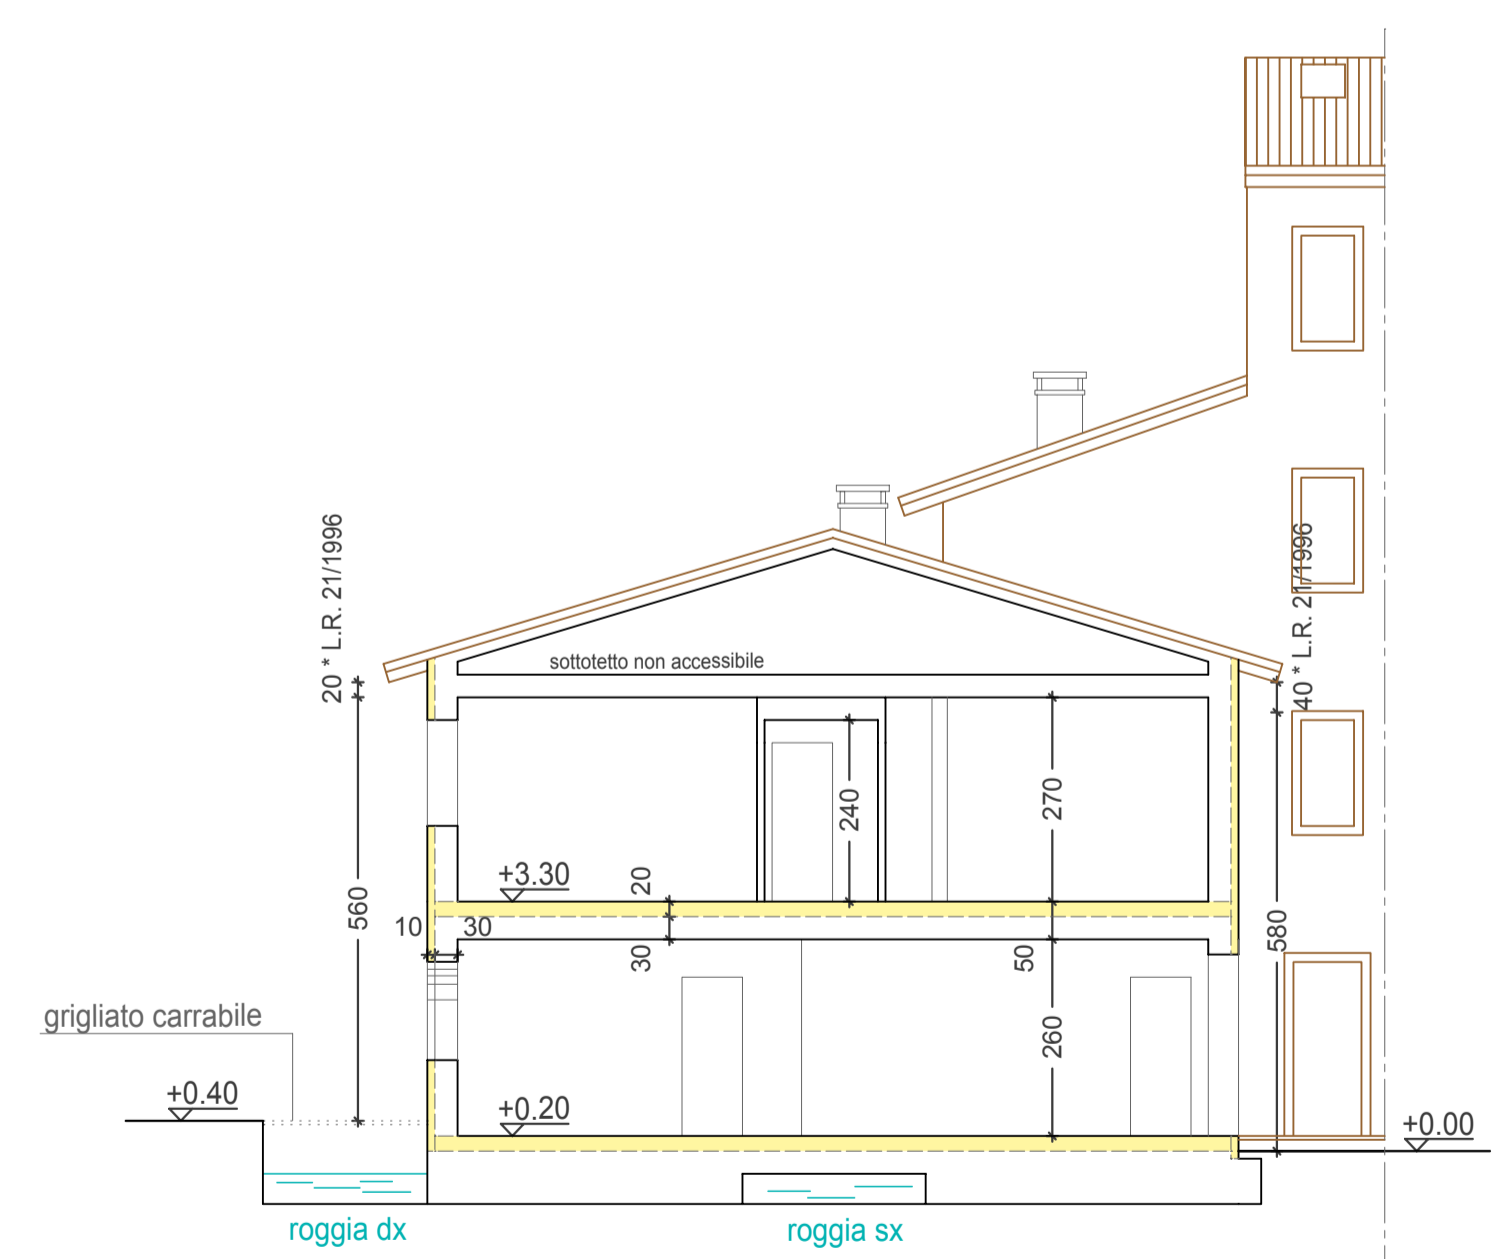 20 * L.R. 21/1996
40 * L.R. 21/1996
sottotetto non accessibile
240
270
+3.30
20
560
10
30
580
30
50
grigliato carrabile
260
+0.40
+0.20
+0.00
roggia dx
roggia sx